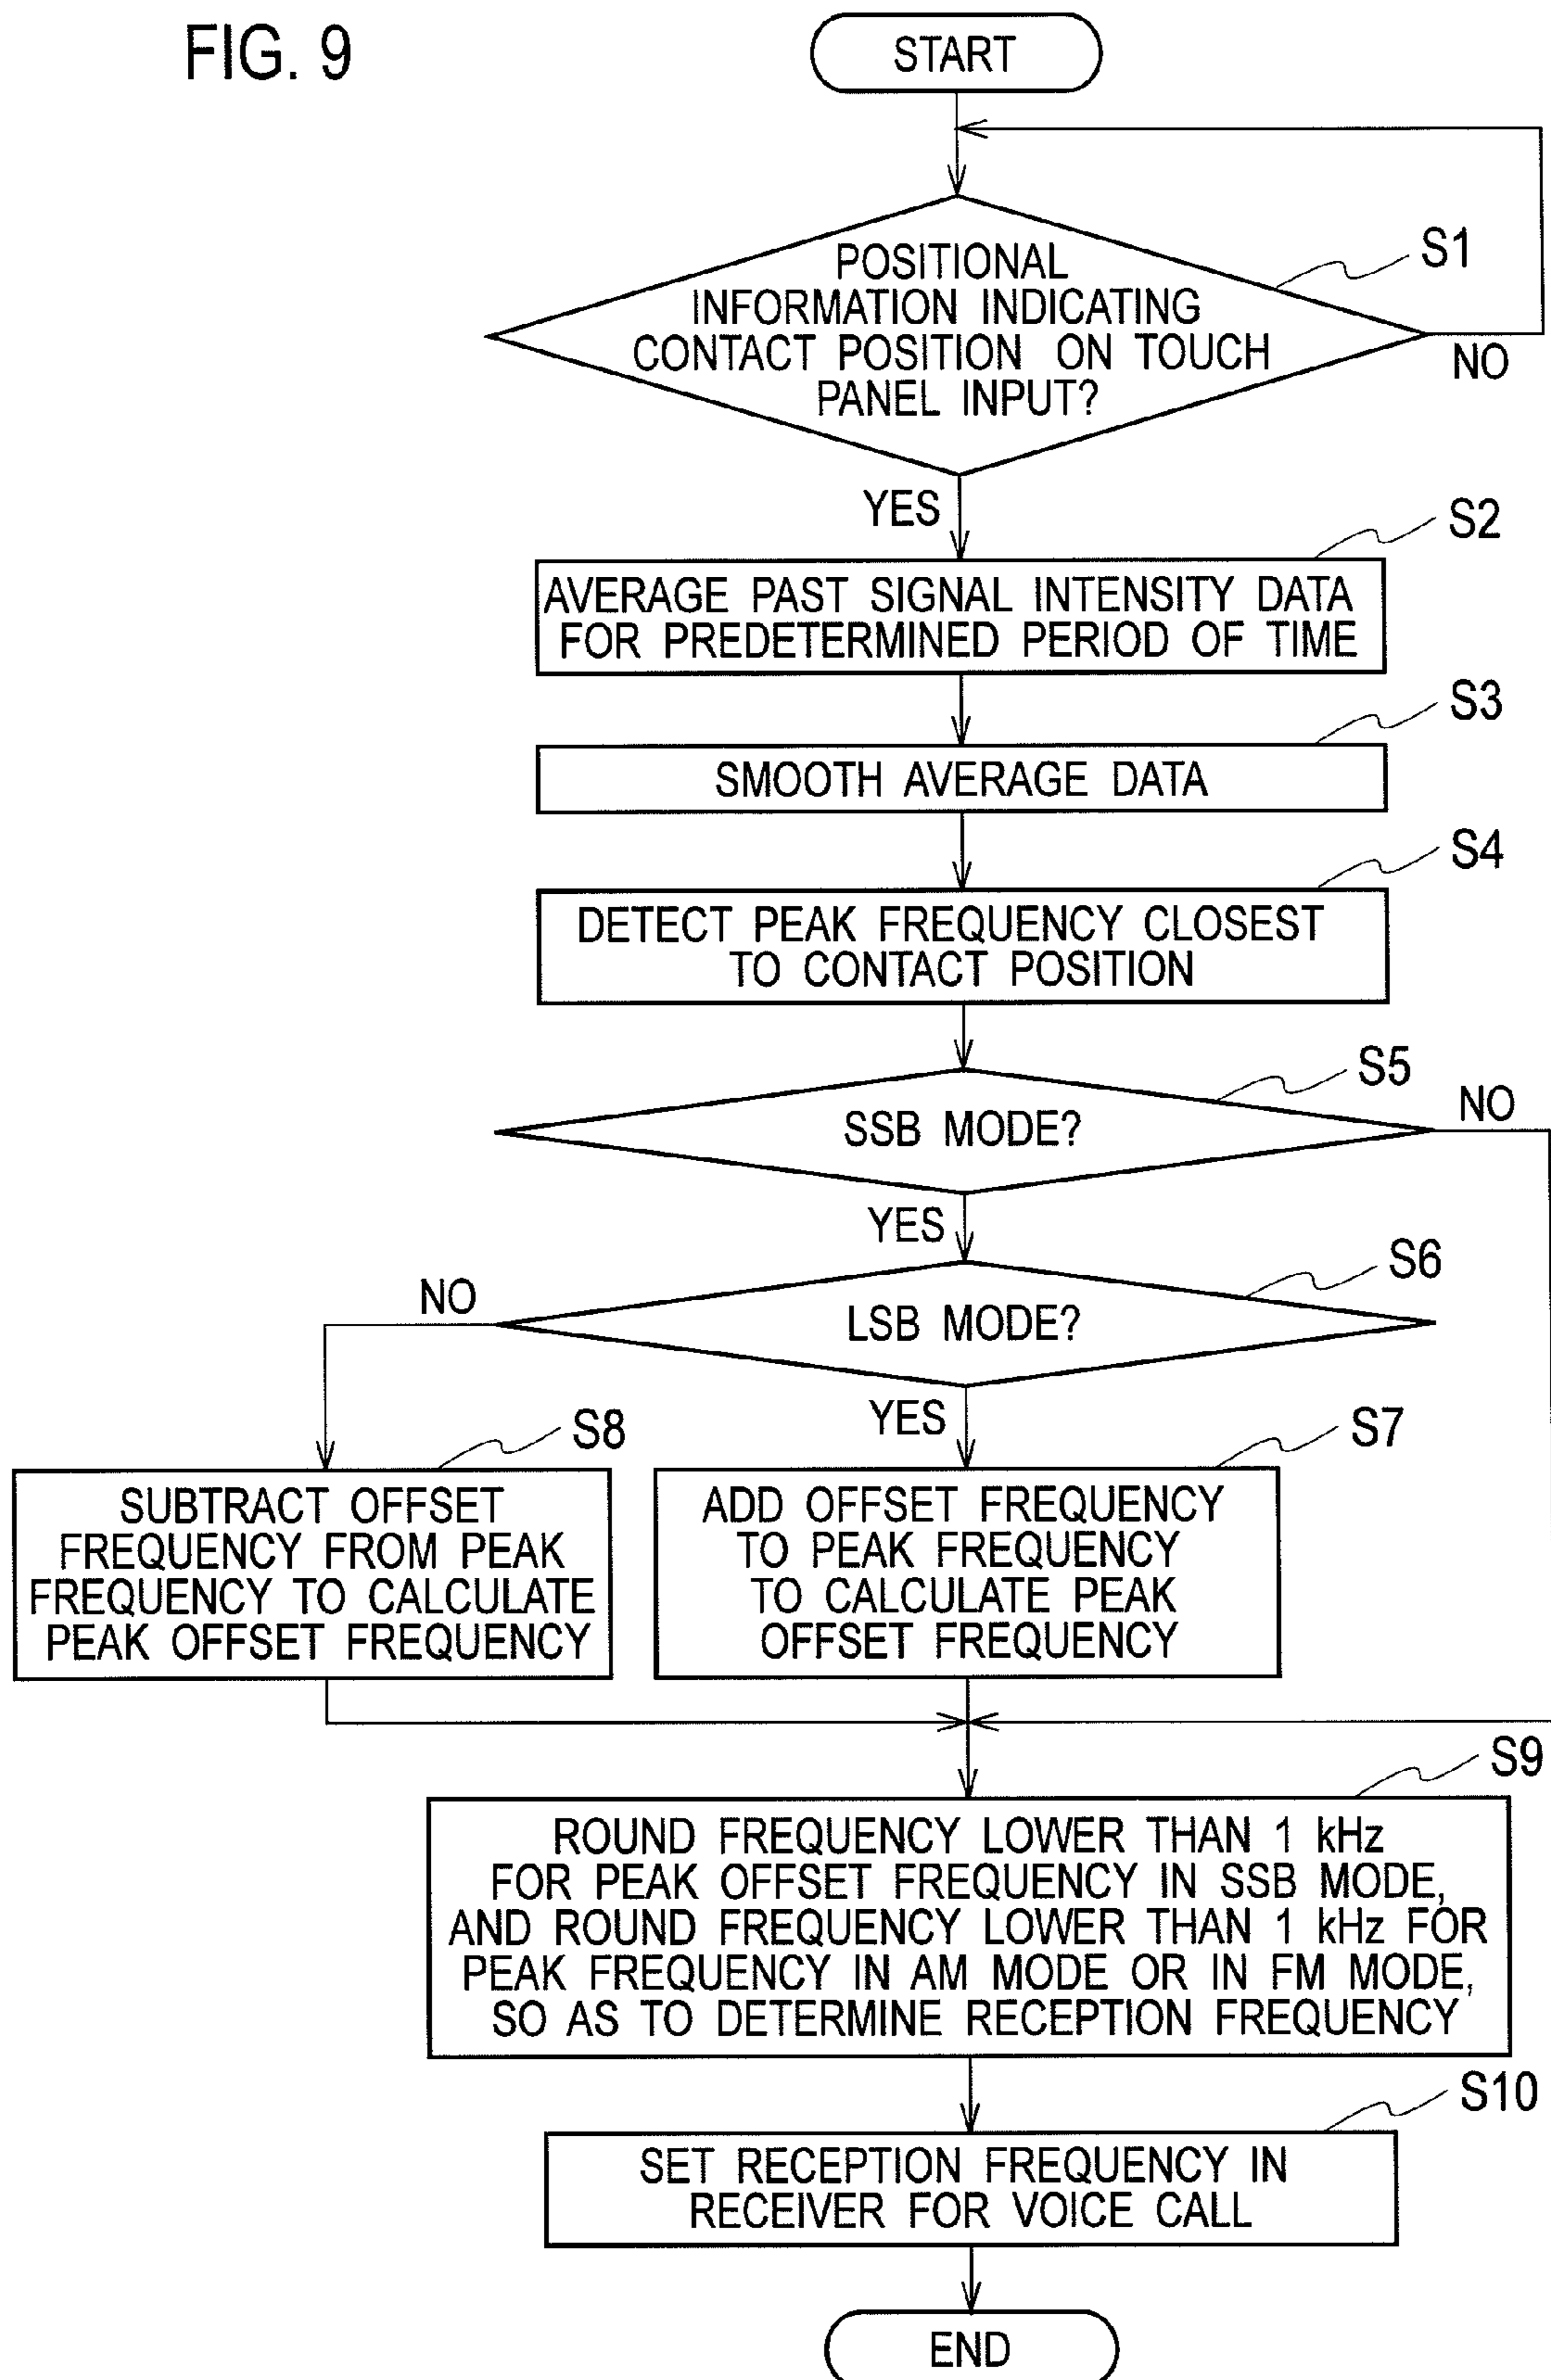 FIG. 9
START
POSITIONAL
INFORMATION INDICATING
CONTACT POSITION ON TOUCH
PANEL INPUT?
S1
NO
YES
S2
AVERAGE PAST SIGNAL INTENSITY DATA
FOR PREDETERMINED PERIOD OF TIME
S3
SMOOTH AVERAGE DATA
S4
DETECT PEAK FREQUENCY CLOSEST
TO CONTACT POSITION
S5
SSB MODE?
NO
YES
S6
LSB MODE?
NO
YES
S8
SUBTRACT OFFSET
FREQUENCY FROM PEAK
FREQUENCY TO CALCULATE
PEAK OFFSET FREQUENCY
S7
ADD OFFSET FREQUENCY
TO PEAK FREQUENCY
TO CALCULATE PEAK
OFFSET FREQUENCY
S9
ROUND FREQUENCY LOWER THAN 1 kHz
FOR PEAK OFFSET FREQUENCY IN SSB MODE,
AND ROUND FREQUENCY LOWER THAN 1 kHz FOR
PEAK FREQUENCY IN AM MODE OR IN FM MODE,
SO AS TO DETERMINE RECEPTION FREQUENCY
S10
SET RECEPTION FREQUENCY IN
RECEIVER FOR VOICE CALL
END